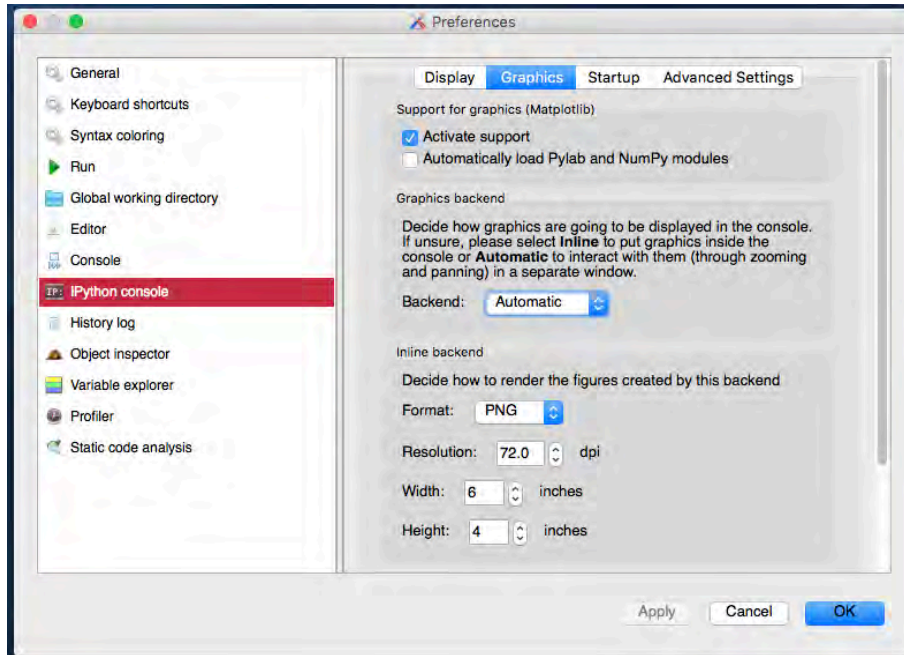 Preferences
General
Keyboard shortcuts
Syntax coloring
Run
Global working directory
Editor
Console
IP: IPython console
History log
Object inspector
Variable explorer
Profiler
Static code analysis
Display Graphics Startup Advanced Settings
Support for graphics (Matplotlib)
Activate support
Automatically load Pylab and NumPy modules
Graphics backend
Decide how graphics are going to be displayed in the console.
If unsure, please select Inline to put graphics inside the
console or Automatic to interact with them (through zooming
and panning) in a separate window.
Backend: Automatic
Inline backend
Decide how to render the figures created by this backend
Format: PNG
Resolution: 72.0 dpi
Width: 6 inches
Height: 4 inches
Apply Cancel OK